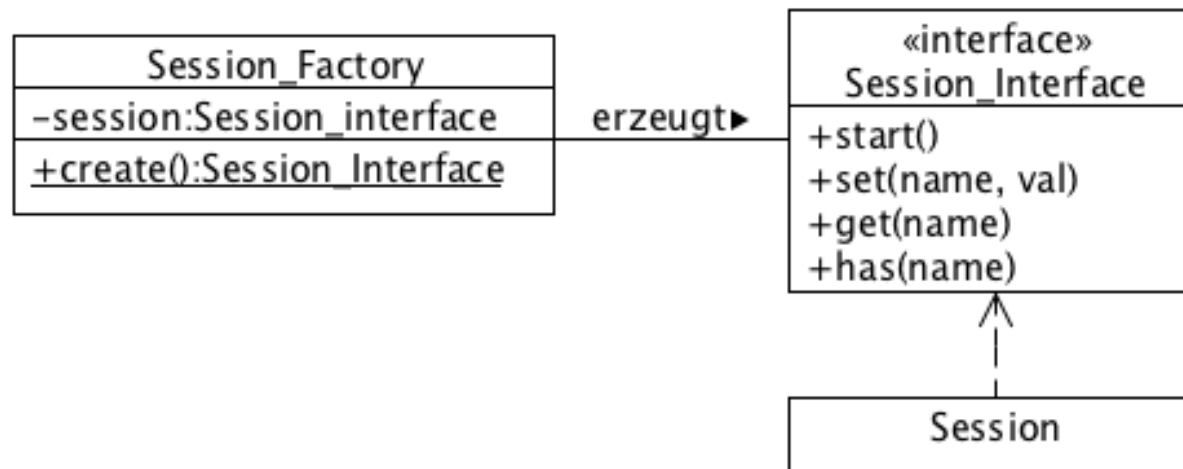 Session_Factory
-session:Session_interface
+create():Session_Interface
erzeugt▶
«interface»
Session_Interface
+start()
+set(name, val)
+get(name)
+has(name)
Session